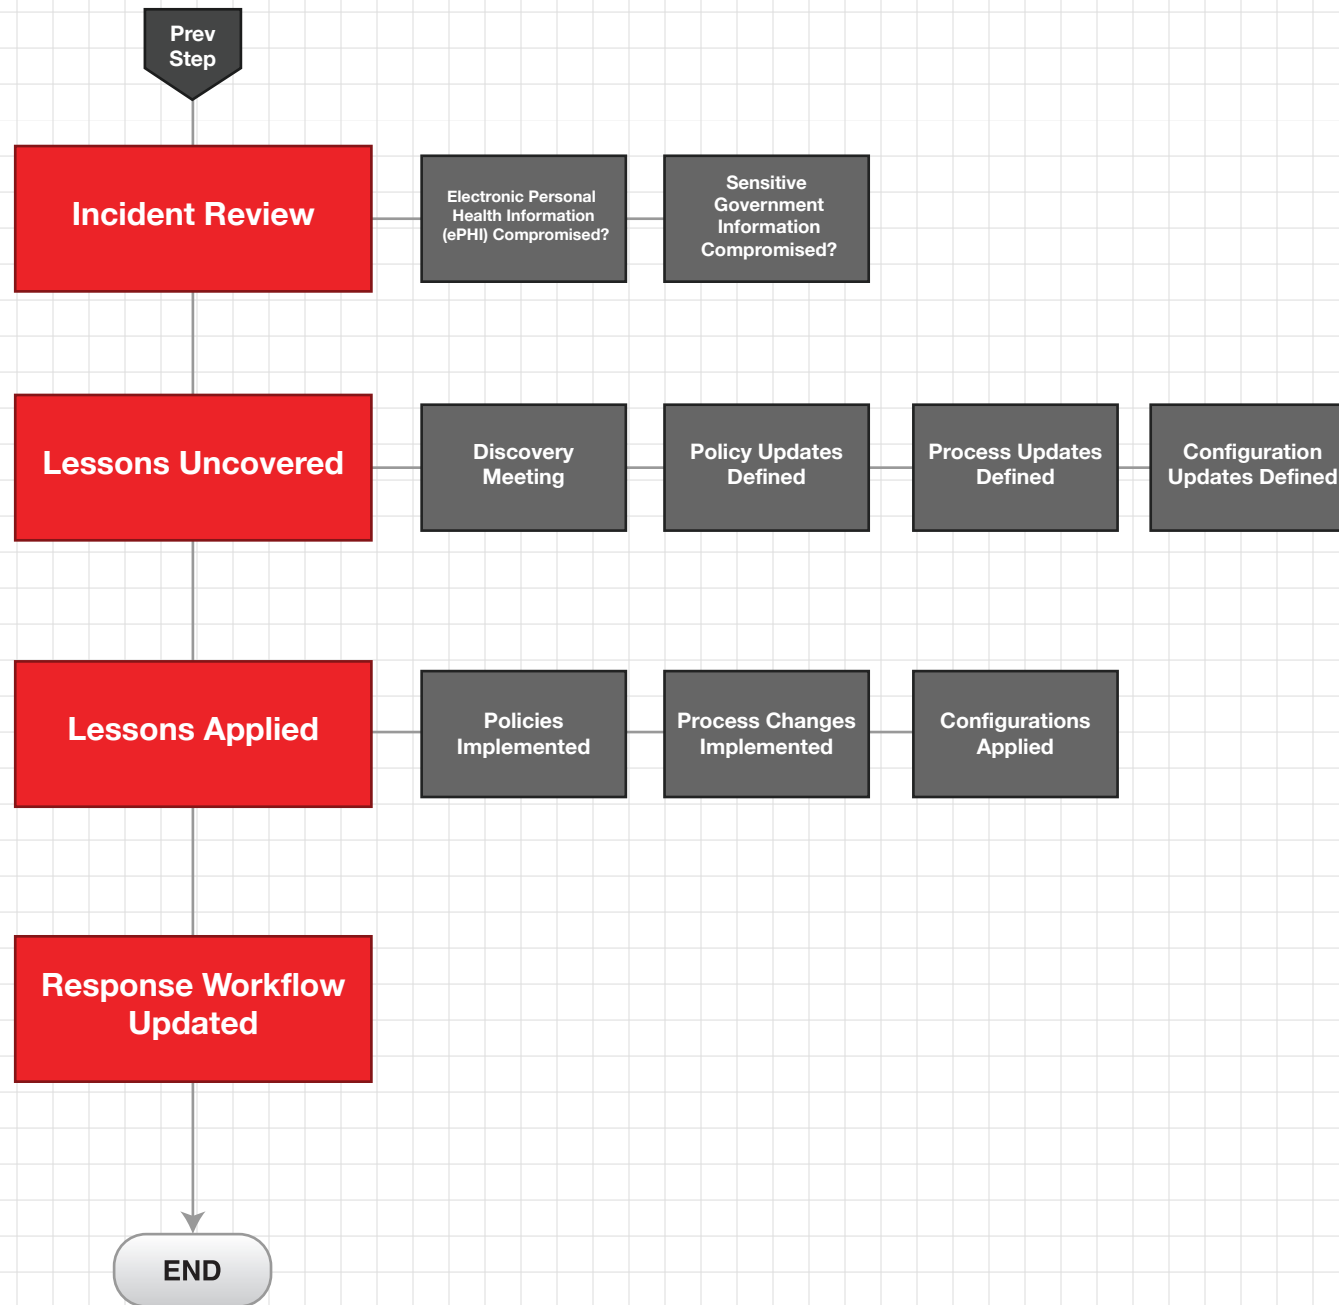 Prev
Step
Incident Review
Electronic Personal
Health Information
(ePHI) Compromised?
Sensitive
Government
Information
Compromised?
Lessons Uncovered
Discovery
Meeting
Policy Updates
Defined
Process Updates
Defined
Configuration
Updates Defined
Lessons Applied
Policies
Implemented
Process Changes
Implemented
Configurations
Applied
Response Workflow
Updated
END